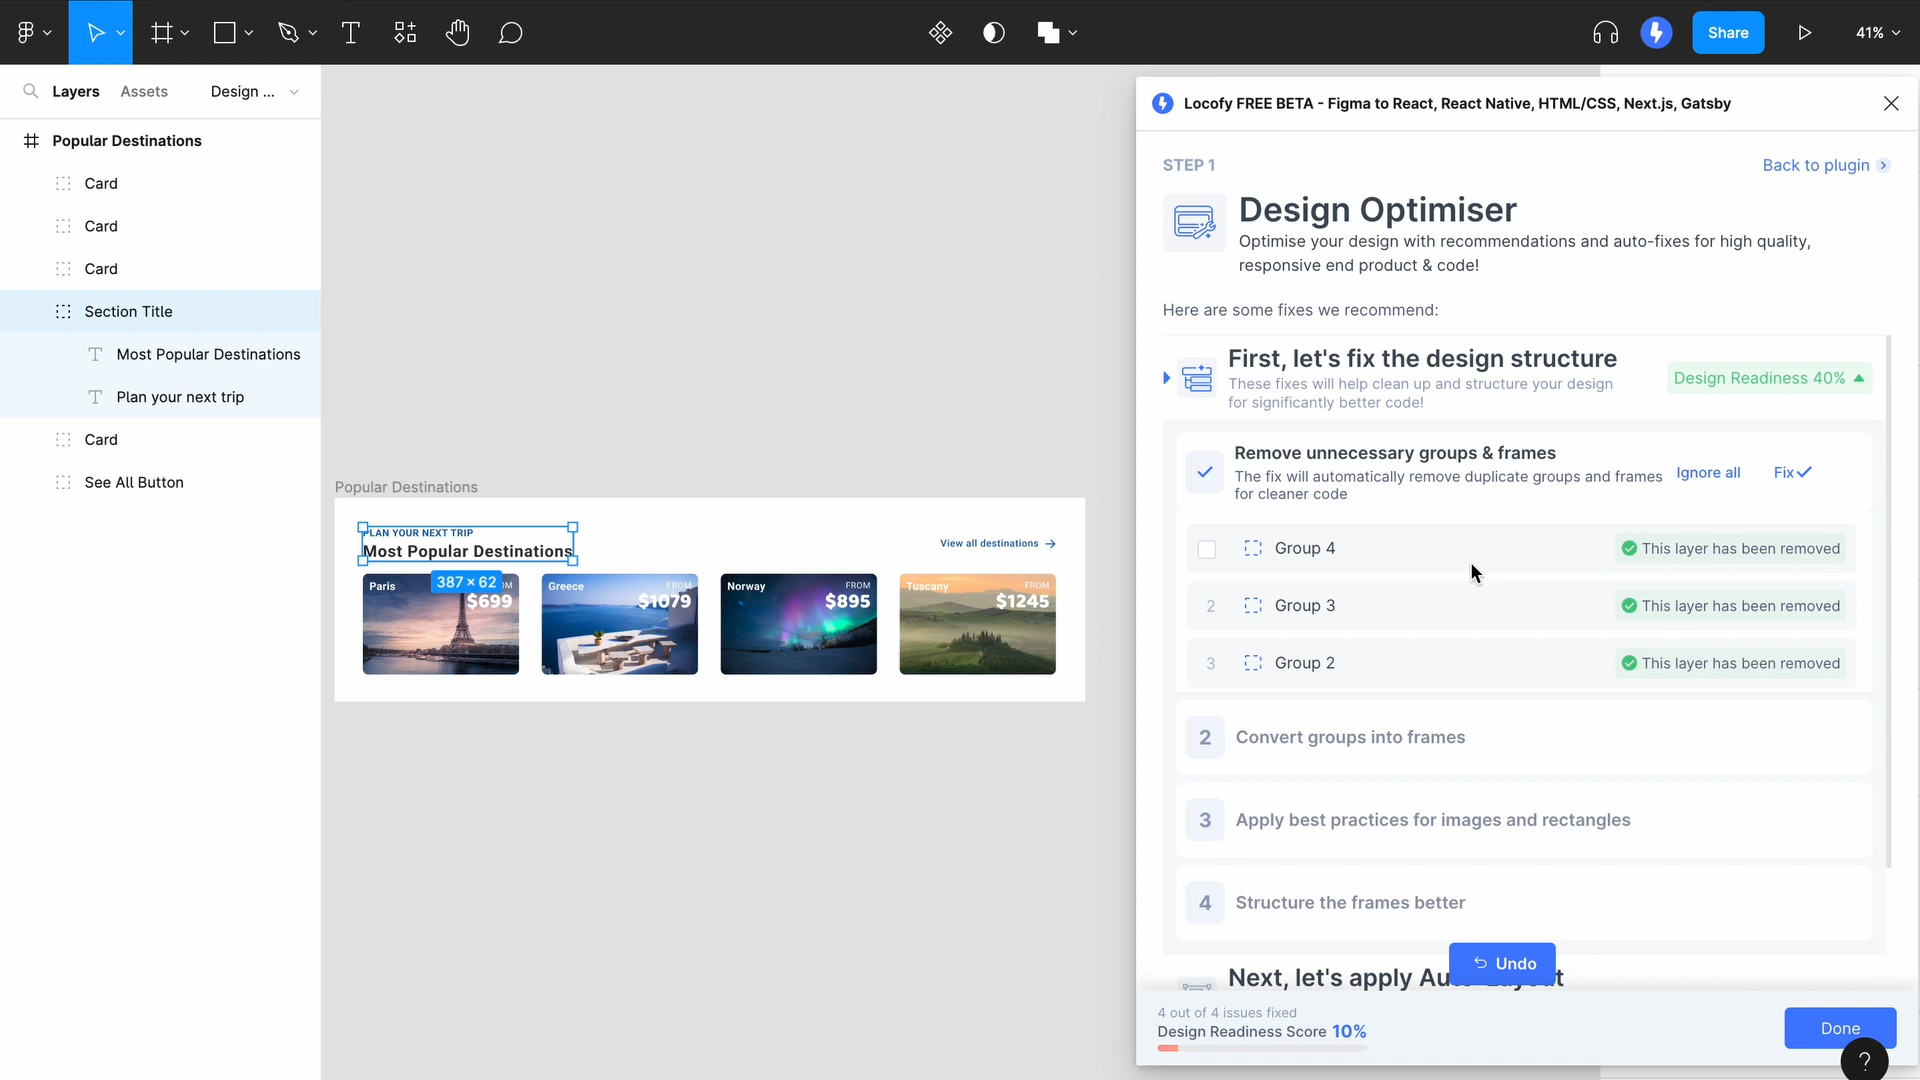 Share
41%
Layers
Assets
Design ...
Popular Destinations
Card
Card
Card
Section Title
Most Popular Destinations
Plan your next trip
Card
See All Button
Popular Destinations
PLAN YOUR NEXT TRIP
Most Popular Destinations
View all destinations
387 × 62
Paris
$699
Greece
FROM
$1079
Norway
FROM
$895
Tuscany
FROM
$1245
Locofy FREE BETA - Figma to React, React Native, HTML/CSS, Next.js, Gatsby
STEP 1
Back to plugin
Design Optimiser
Optimise your design with recommendations and auto-fixes for high quality,
responsive end product & code!
Here are some fixes we recommend:
First, let's fix the design structure
These fixes will help clean up and structure your design
for significantly better code!
Design Readiness 40%
Remove unnecessary groups & frames
The fix will automatically remove duplicate groups and frames
for cleaner code
Ignore all
Fix
Group 4
This layer has been removed
2
Group 3
This layer has been removed
3
Group 2
This layer has been removed
2
Convert groups into frames
3
Apply best practices for images and rectangles
4
Structure the frames better
Undo
Next, let's apply Auto Layout
4 out of 4 issues fixed
Design Readiness Score 10%
Done
?